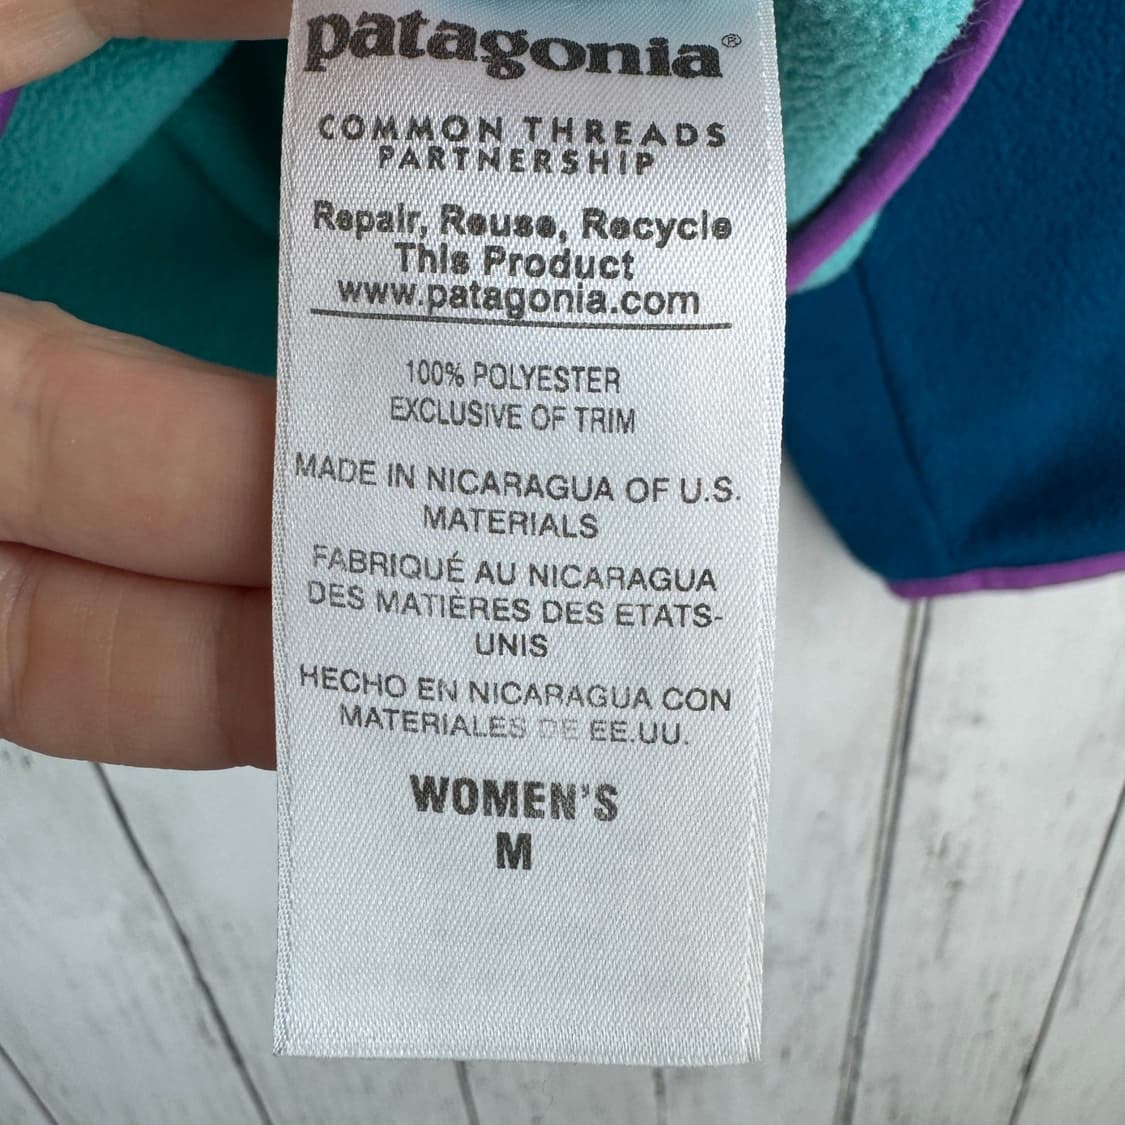 patagonia®
COMMON THREADS
PARTNERSHIP
Repair, Reuse, Recycle
This Product
www.patagonia.com
100% POLYESTER
EXCLUSIVE OF TRIM
MADE IN NICARAGUA OF U.S.
MATERIALS
FABRIQUÉ AU NICARAGUA
DES MATIÈRES DES ETATS-
UNIS
HECHO EN NICARAGUA CON
MATERIALES DE EE.UU.
WOMEN'S
M